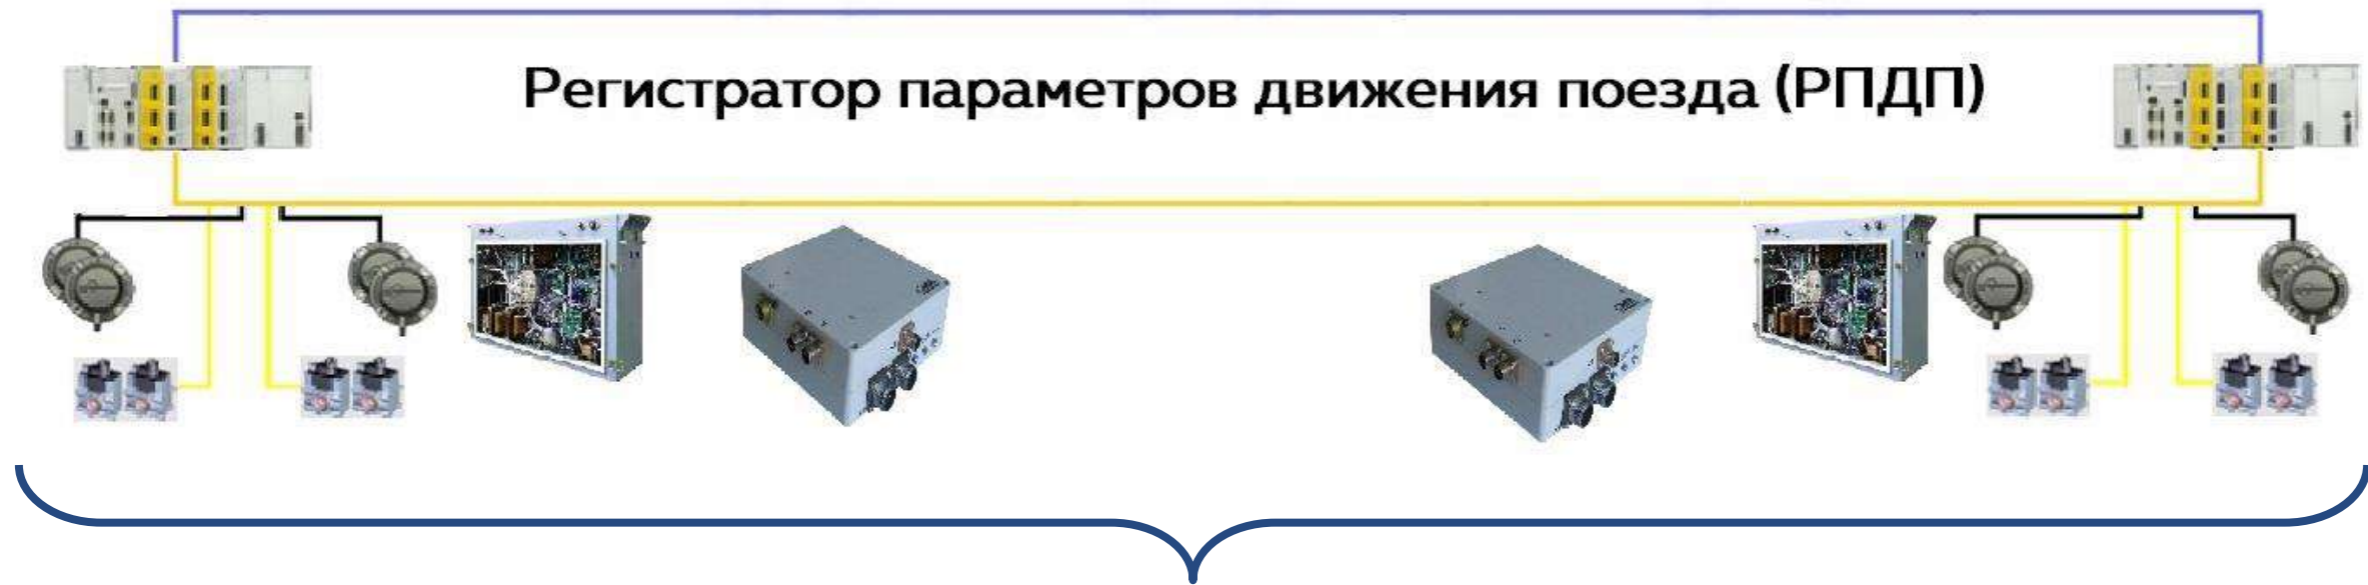 Регистратор параметров движения поезда (РПДП)